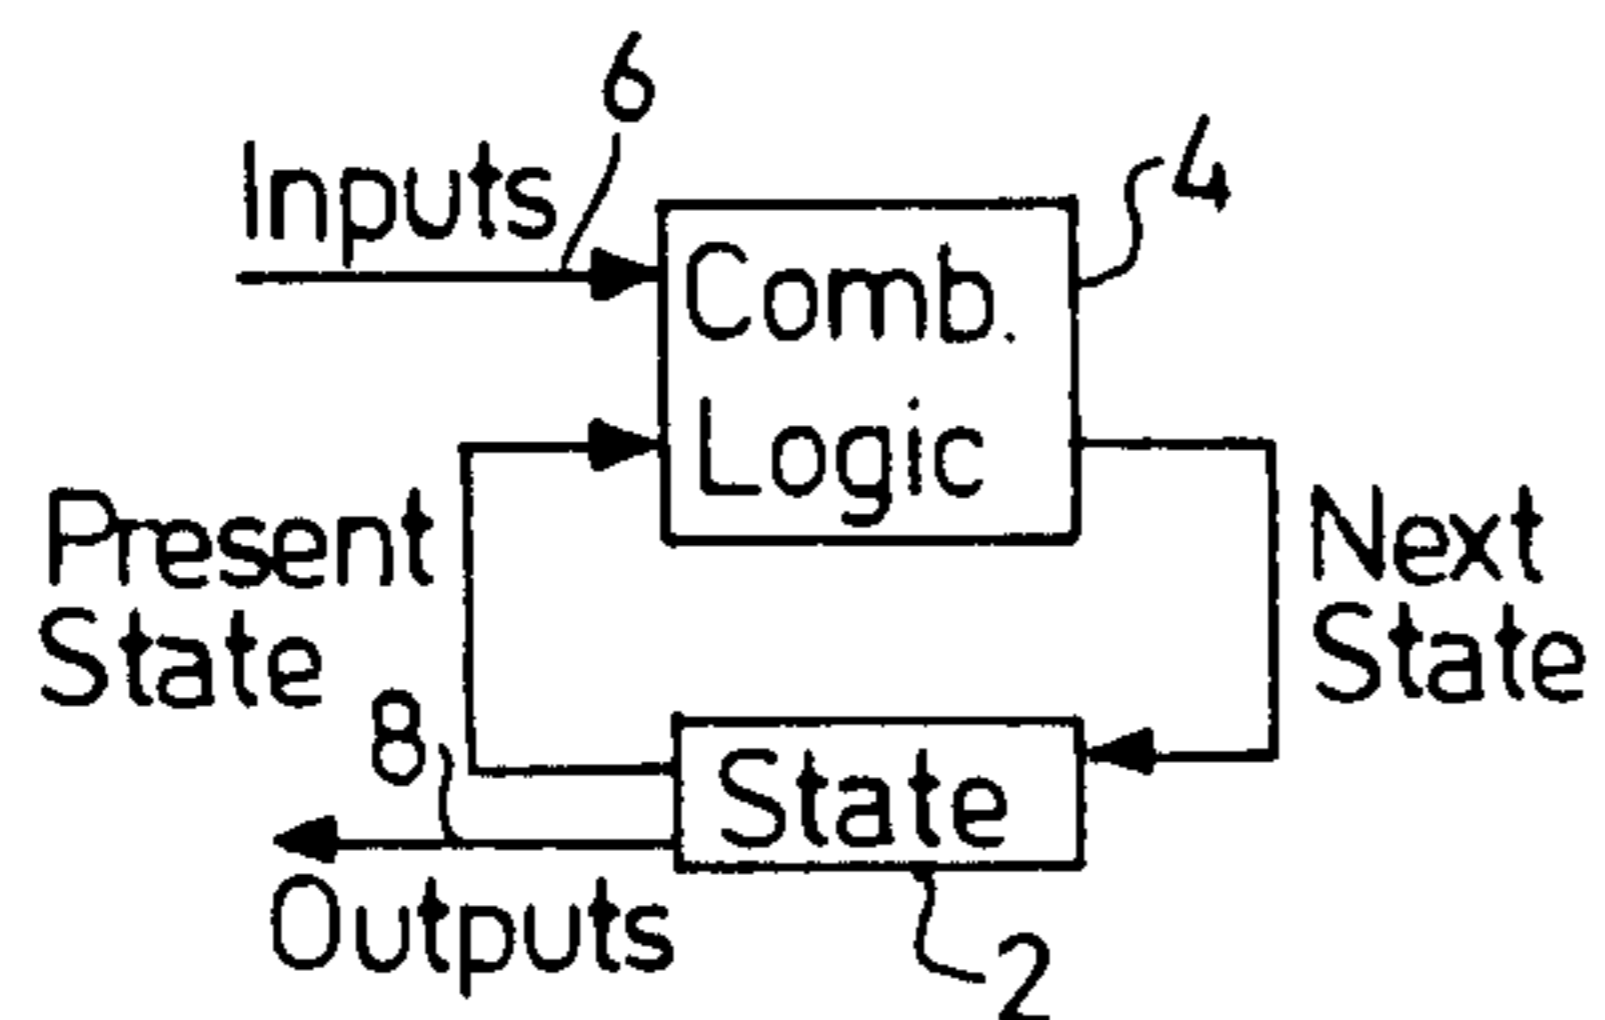 6
4
Inputs
Comb.
Logic
Present
State
Next
State
8
State
Outputs
2